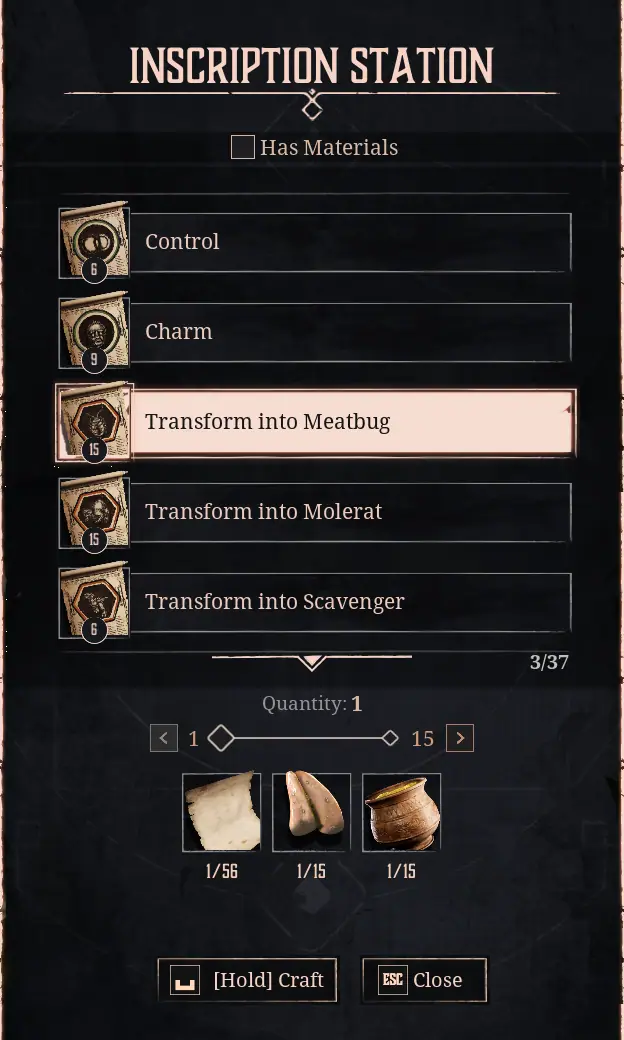 INSCRIPTION STATION
Has Materials
Control
6
Charm
9
Transform into Meatbug
15
Transform into Molerat
15
Transform into Scavenger
6
3/37
Quantity: 1
< 1 15 >
1/56 1/15 1/15
[Hold] Craft ESC Close